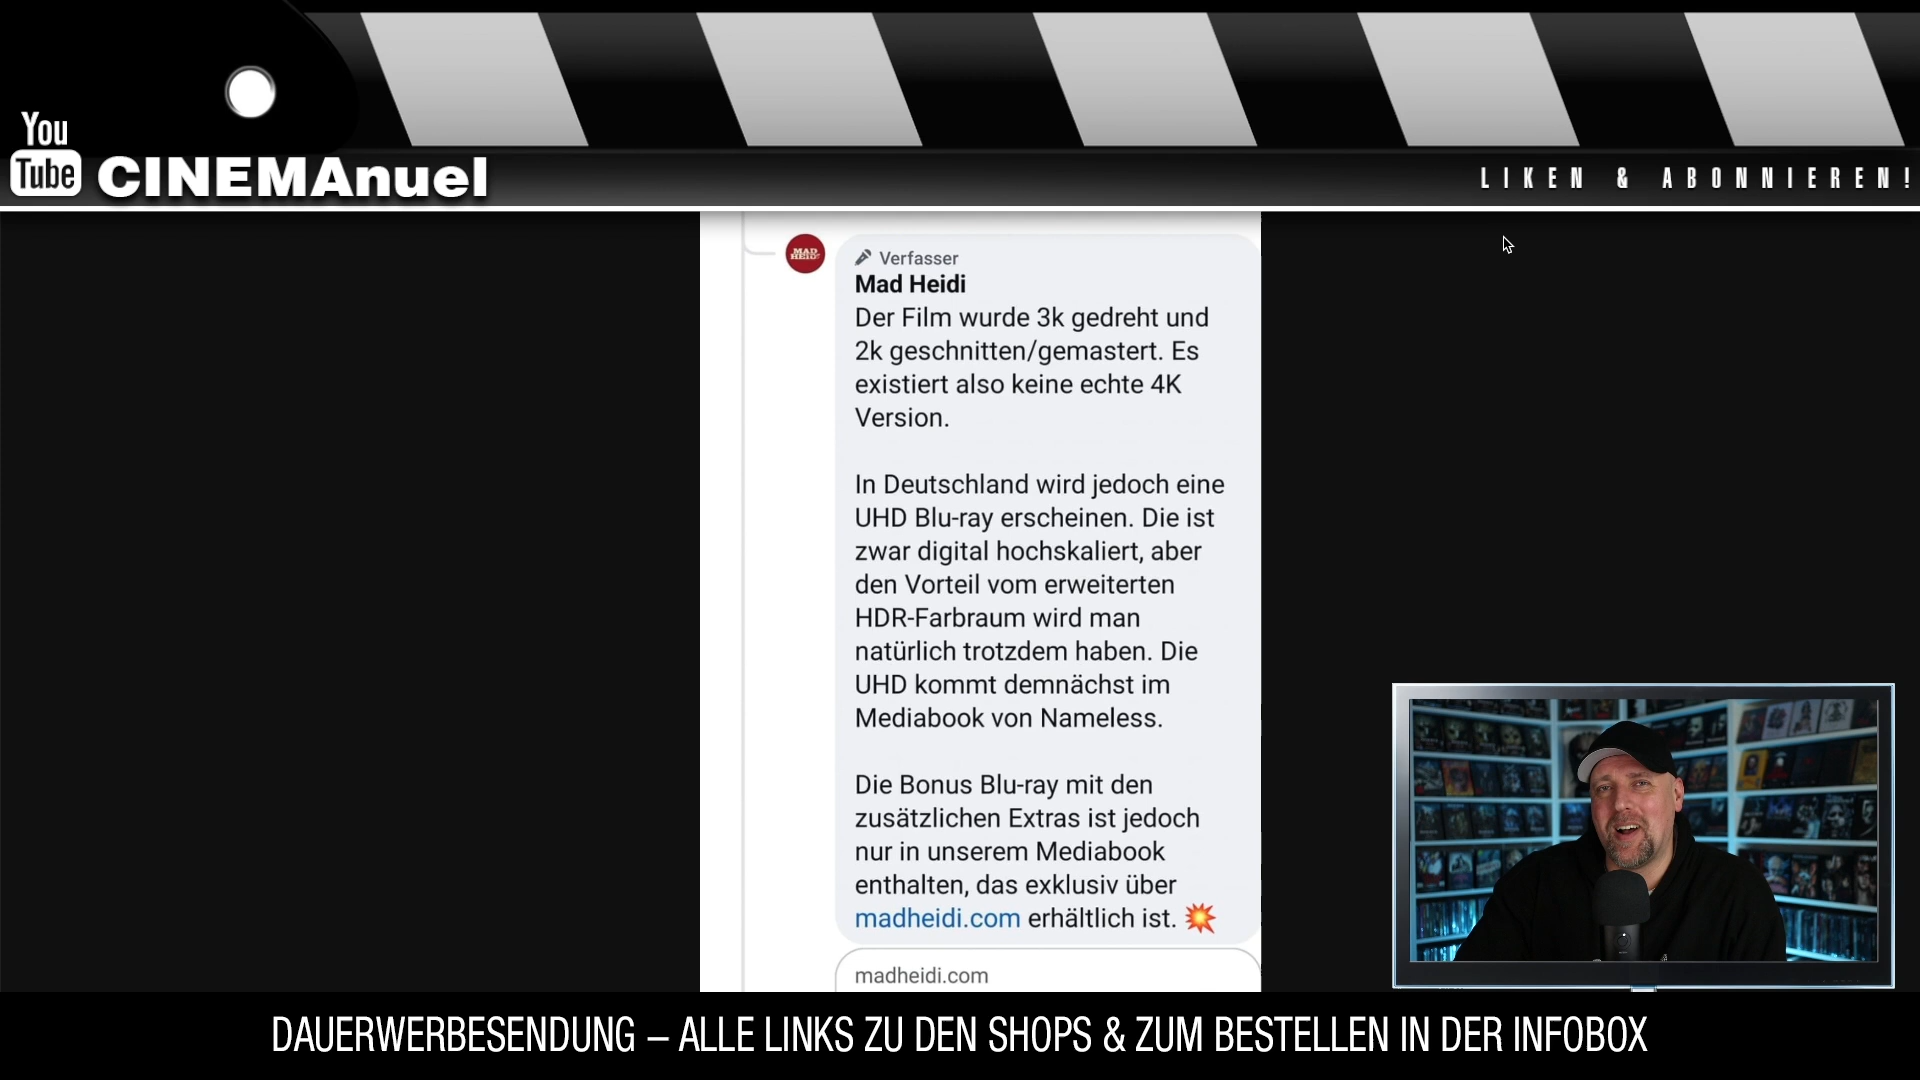 You
Tube
CINEMAnuel
LIKEN & ABONNIEREN!
MAD
HEIDI
Verfasser
Mad Heidi
Der Film wurde 3k gedreht und
2k geschnitten/gemastert. Es
existiert also keine echte 4K
Version.
In Deutschland wird jedoch eine
UHD Blu-ray erscheinen. Die ist
zwar digital hochskaliert, aber
den Vorteil vom erweiterten
HDR-Farbraum wird man
natürlich trotzdem haben. Die
UHD kommt demnächst im
Mediabook von Nameless.
Die Bonus Blu-ray mit den
zusätzlichen Extras ist jedoch
nur in unserem Mediabook
enthalten, das exklusiv über
madheidi.com erhältlich ist. 💥
madheidi.com
DAUERWERBESENDUNG – ALLE LINKS ZU DEN SHOPS & ZUM BESTELLEN IN DER INFOBOX